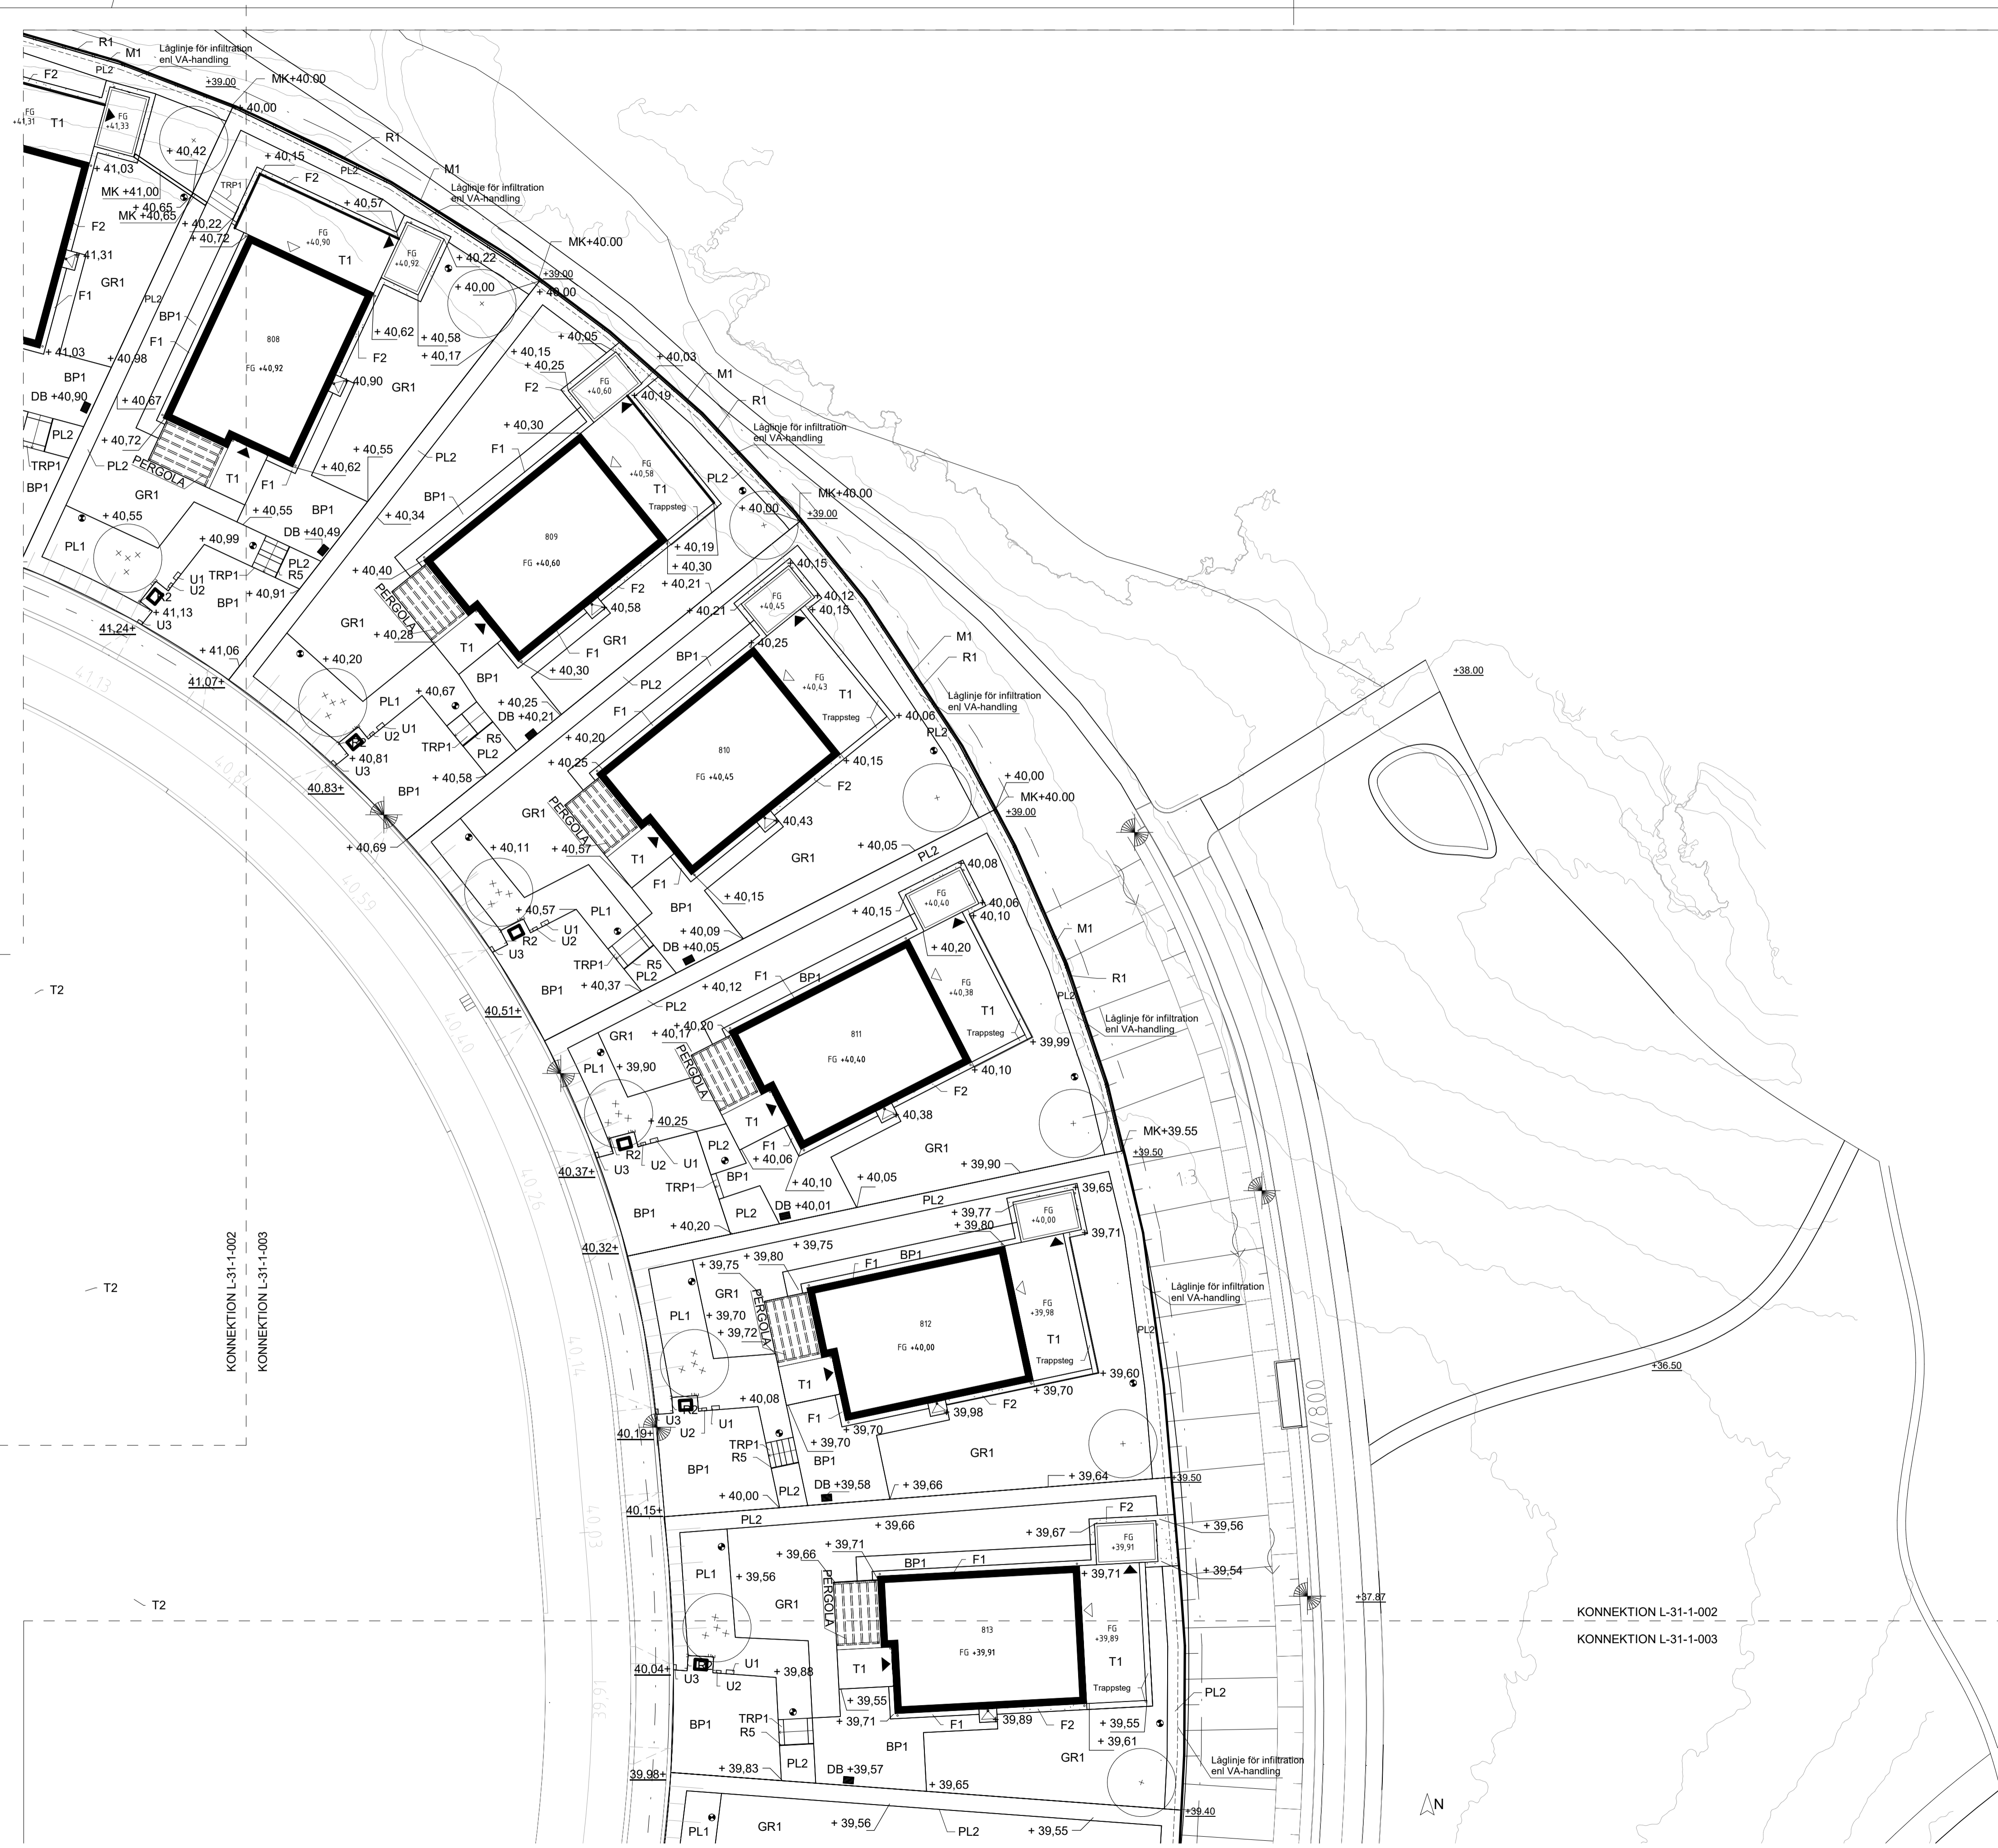 R1
M1
Låglinje för infiltration
enl VA-handling
PL2
F2
+39.00
MK+40.00
+ 40,00
FG
+41,31
T1
FG
+41,33
+ 40,42
+ 40,15
PL2
R1
F2
M1
Låglinje för infiltration
enl VA-handling
+ 41,03
MK +41,00
+ 40,65
MK +40,65
TRP1
+ 40,57
+ 40,22
+ 40,72
F2
FG
+40,90
T1
FG
+40,92
+ 40,22
MK+40.00
+39.00
+ 40,00
+ 40.00
41,31
GR1
F1
PL2
BP1
F1
808
FG +40,92
+ 40,62
+ 40,58
+ 40,17
F2
+ 40,05
+ 40,15
+ 40,25
+ 40,03
+ 41,03
+ 40,98
BP1
DB +40,90
40,90
GR1
F2
FG
+40,60
+ 40,19
M1
R1
+ 40,67
+ 40,72
PL2
TRP1
PL2
BP1
PERGOLA
T1
F1
GR1
+ 40,55
+ 40,62
BP1
PL2
+ 40,30
F1
BP1
FG
+40,58
T1
Trappsteg
PL2
Låglinje för infiltration
enl VA-handling
MK+40.00
+39.00
+ 40,00
+ 40,55
+ 40,55
+ 40,99
DB +40,49
+ 40,34
PL1
TRP1
PL2
R5
U1
U2
R2
BP1
+ 40,91
+ 41,13
U3
41,24+
809
FG +40,60
+ 40,40
PERGOLA
+ 40,19
+ 40,30
+ 40,21
F2
40,58
+ 40,21
FG
+40,45
+ 40,15
+ 40,12
+ 40,15
GR1
+ 40,28
T1
F1
GR1
+ 40,30
BP1
+ 40,25
+ 41,06
41,07+
41.13
+ 40,20
PL1
+ 40,67
BP1
+ 40,25
DB +40,21
PL2
F1
FG
+40,43
T1
Trappsteg
M1
R1
Låglinje för infiltration
enl VA-handling
+ 40,06
PL2
+38.00
U1
U2
R2
TRP1
R5
PL2
+ 40,81
U3
40,83+
+ 40,58
BP1
+ 40,20
+ 40,25
810
FG +40,45
+ 40,15
F2
+ 40,00
MK+40.00
+39.00
+ 40,69
GR1
PERGOLA
40,43
+ 40,11
+ 40,57
T1
F1
GR1
+ 40,05
PL2
+ 40,08
40.59
+ 40,57
PL1
BP1
+ 40,15
+ 40,15
FG
+40,40
+ 40,06
+ 40,10
U1
U2
R2
U3
+ 40,09
DB +40,05
TRP1
R5
PL2
+ 40,20
M1
R1
BP1
+ 40,37
F1
BP1
FG
+40,38
T1
Trappsteg
PL2
T2
40,51+
PL2
+ 40,12
Låglinje för infiltration
enl VA-handling
40.40
GR1
+ 40,17
+ 40,20
PERGOLA
811
FG +40,40
+ 39,99
+ 40,10
F2
PL1
+ 39,90
+ 40,25
T1
40,38
MK+39.55
+39.50
R2
U3
U2
U1
PL2
F1
+ 40,06
GR1
+ 39,90
40,37+
TRP1
BP1
+ 40,10
+ 40,05
1:3
40.26
BP1
PL2
DB +40,01
PL2
+ 39,65
+ 40,20
+ 39,77
FG
+40,00
+ 39,80
+ 39,71
40,32+
KONNEKTION L-31-1-002
KONNEKTION L-31-1-003
+ 39,75
+ 39,80
+ 39,75
BP1
F1
PERGOLA
GR1
PL1
+ 39,70
+ 39,72
FG
+39,98
T1
Trappsteg
PL2
Låglinje för infiltration
enl VA-handling
T2
812
FG +40,00
+ 39,60
+ 39,70
+36.50
40.14
T1
+ 40,08
F1
39,98
F2
0/800
R2
U3
U2
U1
40,19+
+ 39,70
+ 39,70
TRP1
R5
BP1
GR1
BP1
PL2
DB +39,58
+ 39,66
+ 39,64
+39.50
+ 40,00
40,15+
40.03
PL2
+ 39,66
+ 39,67
F2
+ 39,56
+ 39,66
+ 39,71
BP1
F1
FG
+39,91
+ 39,71
+ 39,54
PL1
+ 39,56
GR1
PERGOLA
T2
+37.87
813
FG +39,91
FG
+39,89
T1
Trappsteg
KONNEKTION L-31-1-002
KONNEKTION L-31-1-003
40,04+
R2
U3
U2
U1
+ 39,88
T1
39.91
+ 39,55
+ 39,71
F1
39,89
F2
+ 39,55
+ 39,61
PL2
BP1
TRP1
R5
BP1
GR1
PL2
DB +39,57
+ 39,65
+ 39,83
39,98+
Låglinje för infiltration
enl VA-handling
+39.40
N
PL1
GR1
+ 39,56
PL2
+ 39,55